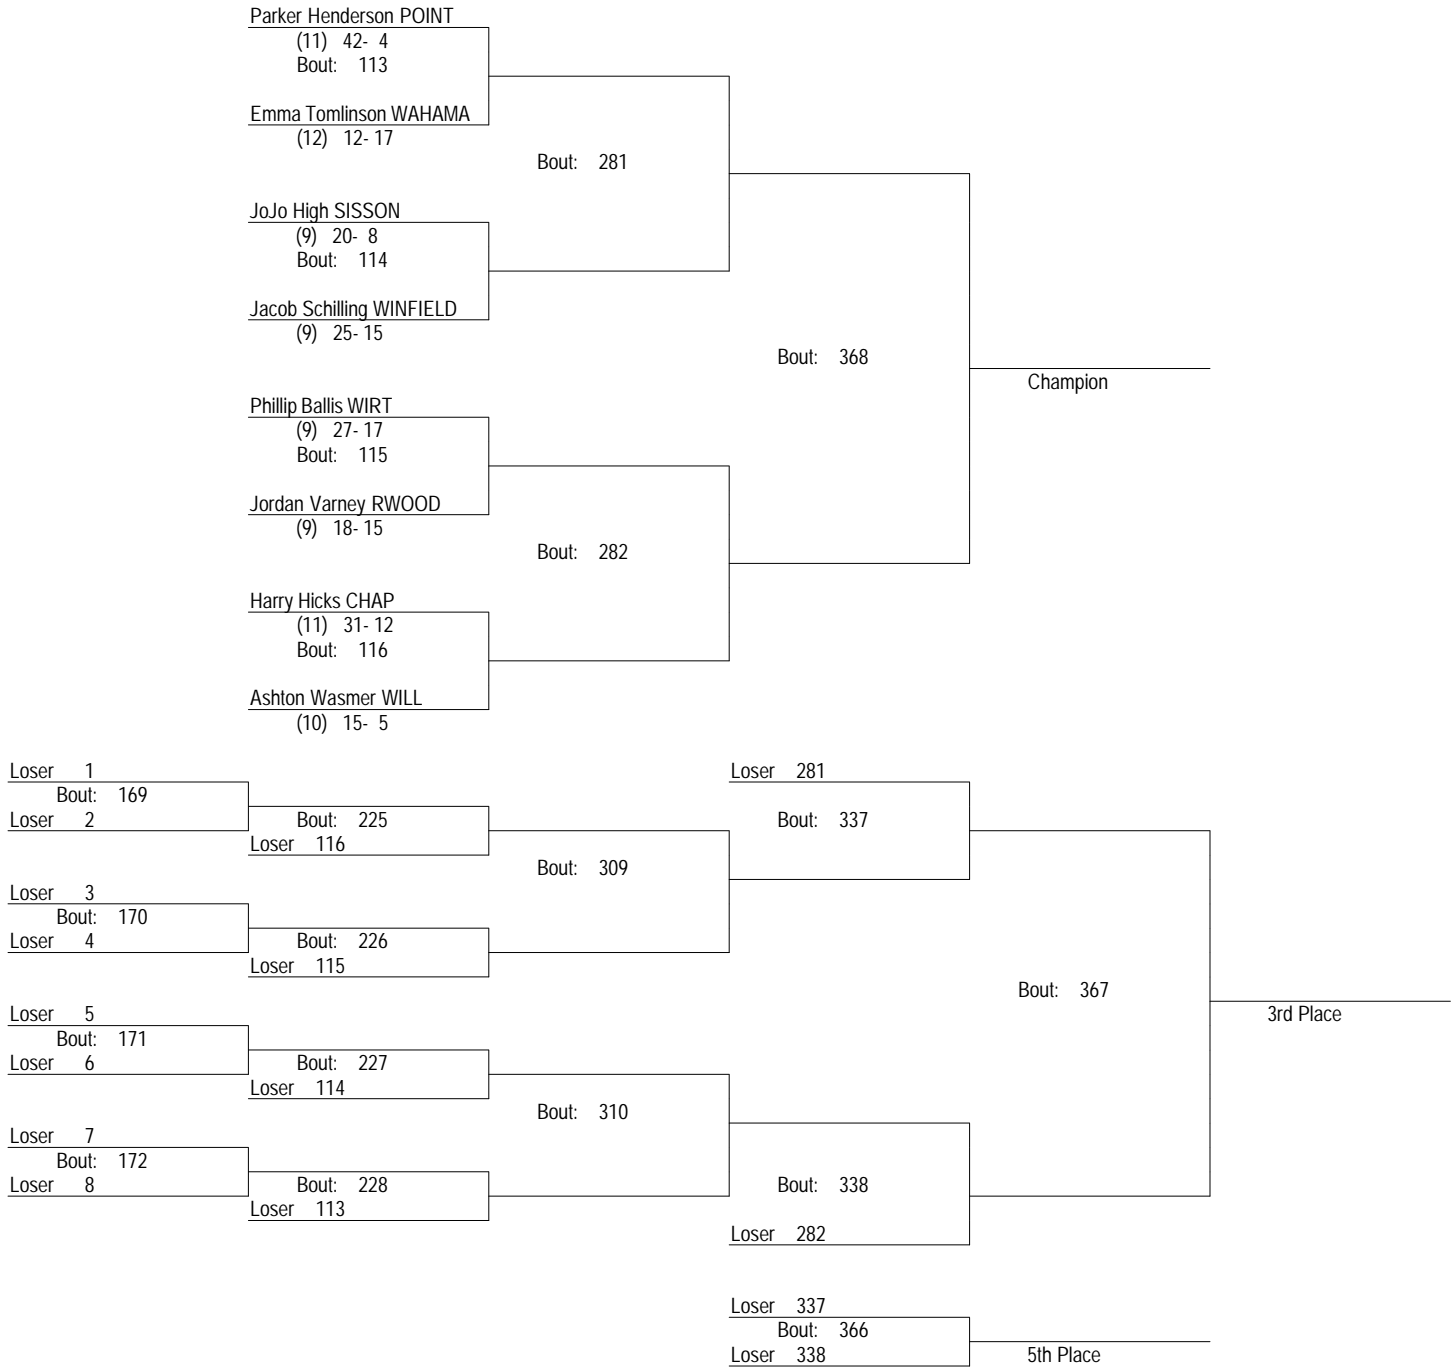 Parker Henderson POINT
(11) 42- 4
Bout: 113
Emma Tomlinson WAHAMA
(12) 12- 17
Bout: 281
JoJo High SISSON
(9) 20- 8
Bout: 114
Jacob Schilling WINFIELD
(9) 25- 15
Bout: 368
Champion
Phillip Ballis WIRT
(9) 27- 17
Bout: 115
Jordan Varney RWOOD
(9) 18- 15
Bout: 282
Harry Hicks CHAP
(11) 31- 12
Bout: 116
Ashton Wasmer WILL
(10) 15- 5
Loser 1
Bout: 169
Loser 2
Bout: 225
Loser 116
Bout: 309
Loser 281
Bout: 337
Loser 3
Bout: 170
Loser 4
Bout: 226
Loser 115
Bout: 367
3rd Place
Loser 5
Bout: 171
Loser 6
Bout: 227
Loser 114
Bout: 310
Loser 7
Bout: 172
Loser 8
Bout: 228
Loser 113
Bout: 338
Loser 282
Loser 337
Bout: 366
Loser 338
5th Place